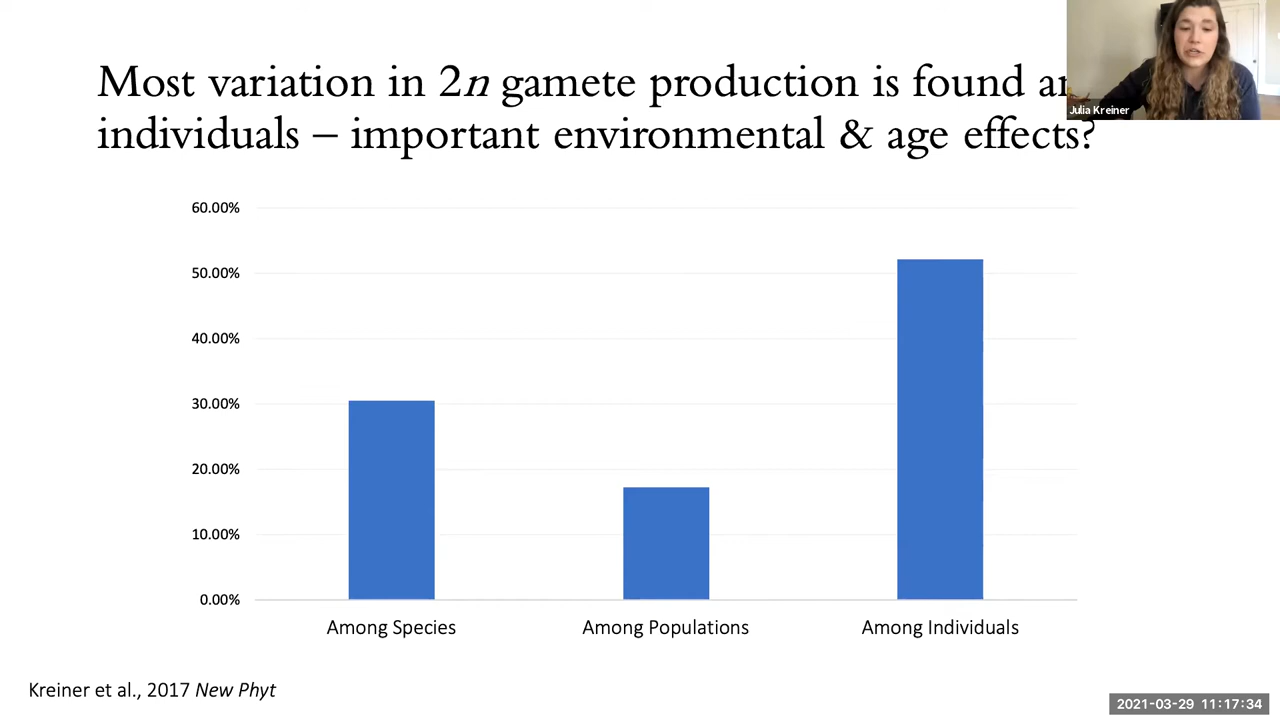 Most variation in 2n gamete production is found
individuals – important environmental & age effects?
Julia Kreiner
60.00%
50.00%
40.00%
30.00%
20.00%
10.00%
0.00%
Among Species Among Populations Among Individuals
Kreiner et al., 2017 New Phyt
2021-03-29 11:17:34